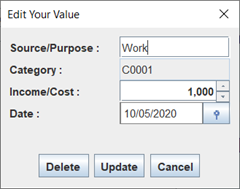 Edit Your Value
Source/Purpose : Work
Category : C0001
Income/Cost : 1,000
Date : 10/05/2020
Delete Update Cancel